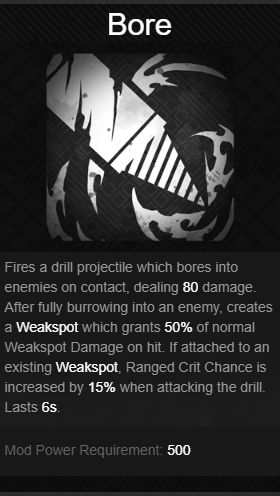 Bore
Fires a drill projectile which bores into
enemies on contact, dealing 80 damage.
After fully burrowing into an enemy, creates
a Weakspot which grants 50% of normal
Weakspot Damage on hit. If attached to an
existing Weakspot, Ranged Crit Chance is
increased by 15% when attacking the drill.
Lasts 6s.
Mod Power Requirement: 500